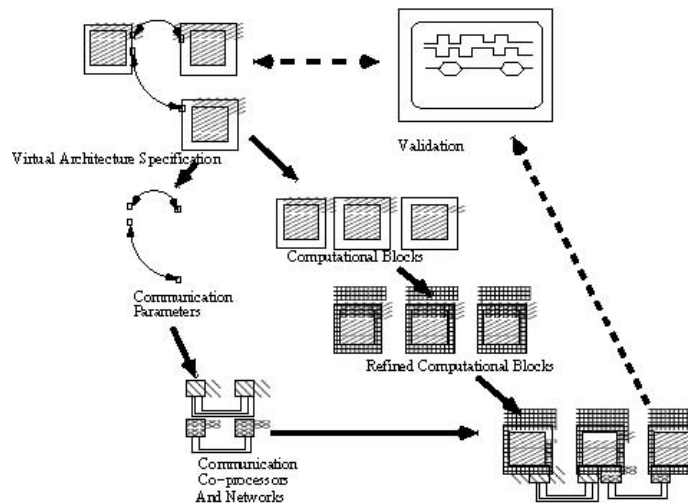 Virtual Architecture Specification
Validation
Computational Blocks
Communication
Parameters
Refined Computational Blocks
Communication
Co-processors
And Networks